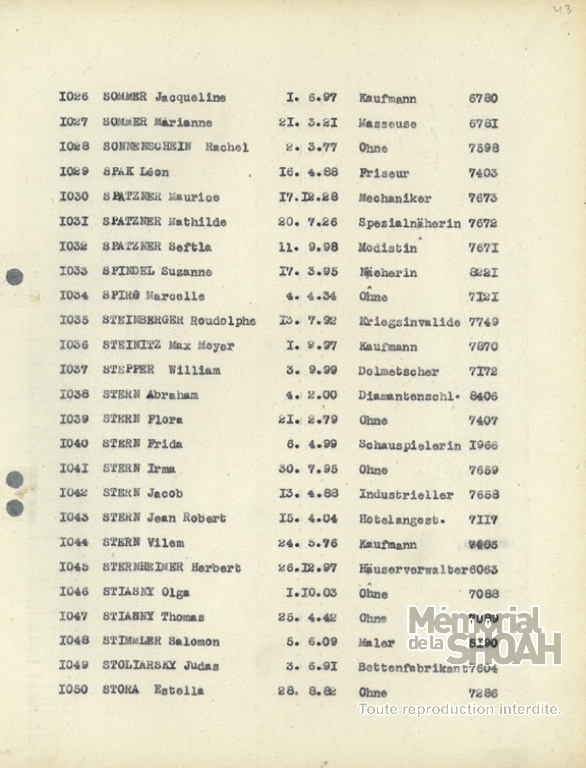 43
1026 SOMMER Jacqueline 1. 6.97 Kaufmann 6780
1027 SOMMER Marianne 21. 3.21 Masseuse 6781
1028 SONNENSCHEIN Rachel 2. 3.77 Ohne 7598
1029 SPAK Léon 16. 4.88 Friseur 7403
1030 SPATZNER Maurice 17.12.28 Mechaniker 7673
1031 SPATZNER Mathilde 20. 7.26 Spezialnäherin 7672
1032 SPATZNER Seftla 11. 9.98 Modistin 7671
1033 SPINDEL Suzanne 17. 3.95 Näeherin 8221
1034 SPIRO Marcelle 4. 4.34 Ohne 7121
1035 STEINBERGER Roudolphe 13. 7.92 Kriegsinvalide 7749
1036 STEINITZ Max Meyer 1. 9.97 Kaufmann 7870
1037 STEPPER William 3. 9.99 Dolmetscher 7172
1038 STERN Abraham 4. 2.00 Diamantenschl. 8406
1039 STERN Flora 21. 2.79 Ohne 7407
1040 STERN Frida 6. 4.99 Schauspielerin 1966
1041 STERN Irma 30. 7.95 Ohne 7659
1042 STERN Jacob 13. 4.88 Industrieller 7658
1043 STERN Jean Robert 15. 4.04 Hotelangest. 7117
1044 STERN Vilem 24. 5.76 Kaufmann
1045 STERNHEIMER Herbert 26.12.97 Häuserverwalter 6063
1046 STIASNY Olga 1.10.03 Ohne 7088
1047 STIASNY Thomas 25. 4.42 Ohne 7089
1048 STIMMLER Salomon 5. 6.09 Maler 5190
1049 STOLIARSKY Judas 3. 6.91 Bettenfabrikant 7604
1050 STORA Estella 28. 8.82 Ohne 7286
Mémorial
de la SHOAH
Toute reproduction interdite.